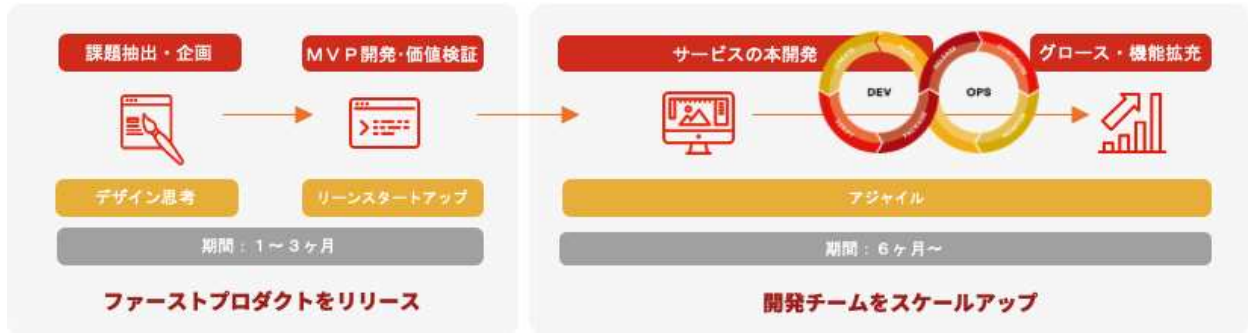 課題抽出・企画
MVP開発・価値検証
サービスの本開発
グロース・機能拡充
DEV
OPS
デザイン思考
リーンスタートアップ
アジャイル
期間：1～3ヶ月
期間：6ヶ月～
ファーストプロダクトをリリース
開発チームをスケールアップ